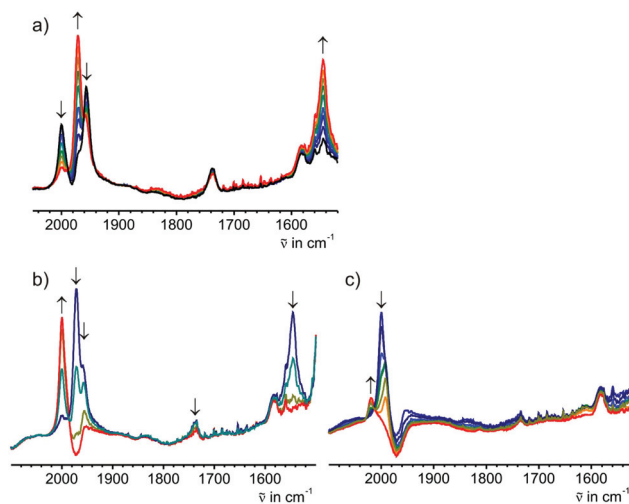 a)
2000 1900 1800 1700 1600
ṽ in cm⁻¹
b) c)
2000 1900 1800 1700 1600 2000 1900 1800 1700 1600
ṽ in cm⁻¹ ṽ in cm⁻¹